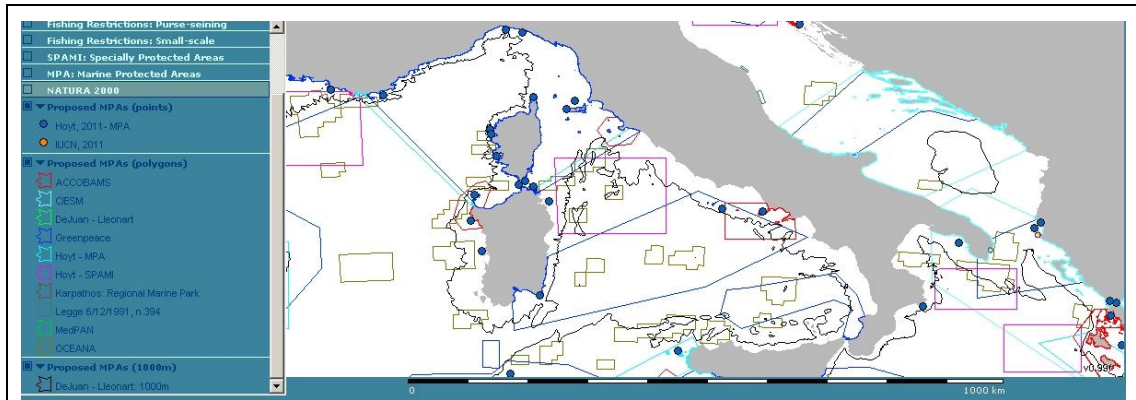 Fishing Restrictions: Purse-seining
Fishing Restrictions: Small-scale
SPAMI: Specially Protected Areas
MPA: Marine Protected Areas
NATURA 2000
Proposed MPAs (points)
Hoyt, 2011- MPA
IUCN, 2011
Proposed MPAs (polygons)
ACCOBAMS
CIESM
DeJuan - Lleonart
Greenpeace
Hoyt - MPA
Hoyt - SPAMI
Karpathos: Regional Marine Park
Legge 6/12/1991, n.394
MedPAN
OCEANA
Proposed MPAs (1000m)
DeJuan - Lleonart: 1000m
0
1000 km